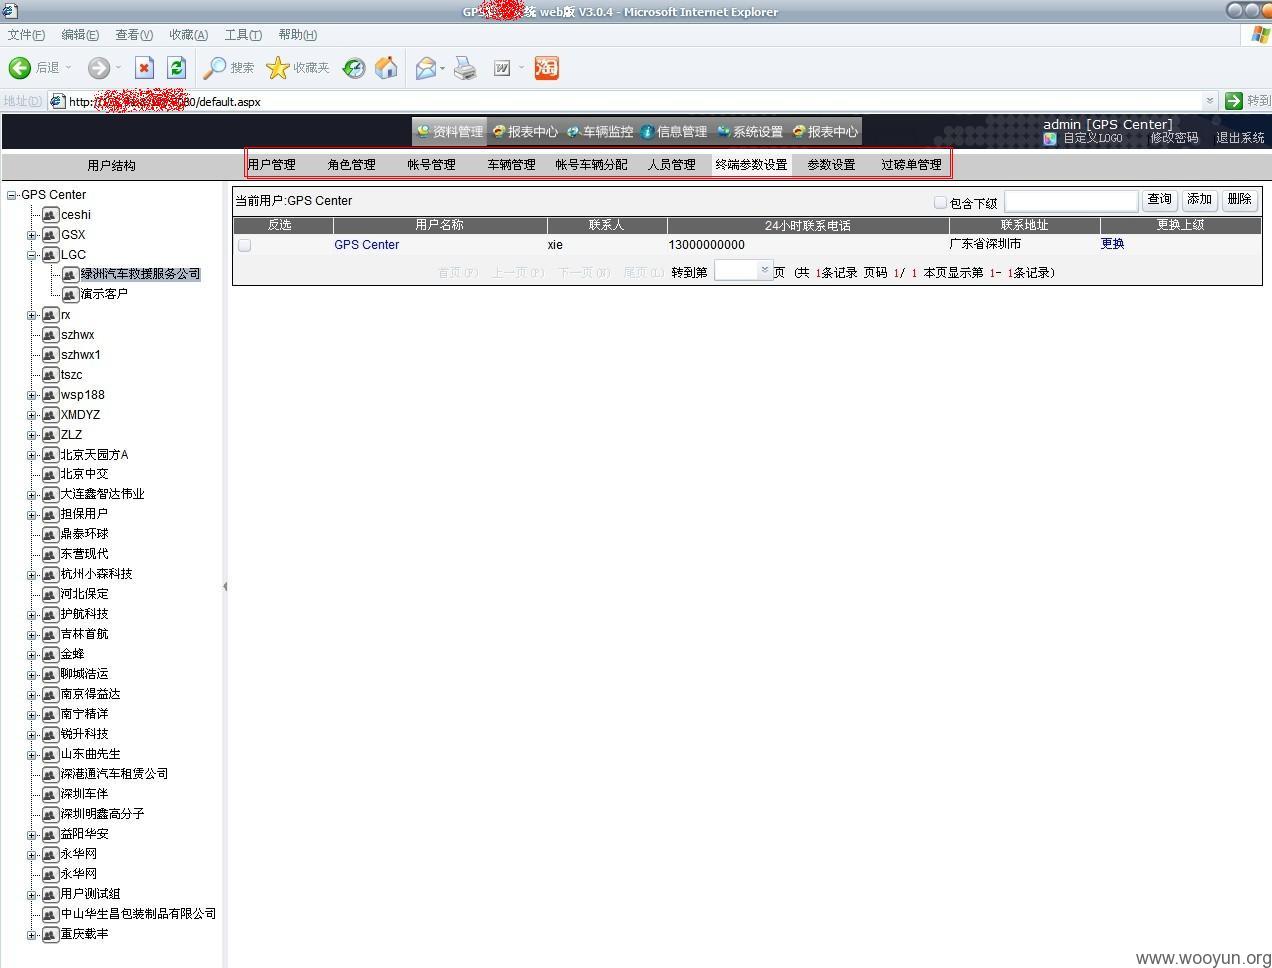 GPS 统 web版 V3.0.4 - Microsoft Internet Explorer
文件(F) 编辑(E) 查看(V) 收藏(A) 工具(T) 帮助(H)
后退 搜索 收藏夹 淘
地址(D) http:// 80/default.aspx 转到
资料管理 报表中心 车辆监控 信息管理 系统设置 报表中心
admin [GPS Center]
自定义LOGO 修改密码 退出系统
用户结构 用户管理 角色管理 帐号管理 车辆管理 帐号车辆分配 人员管理 终端参数设置 参数设置 过磅单管理
当前用户:GPS Center 包含下级 查询 添加 删除
反选 用户名称 联系人 24小时联系电话 联系地址 更换上级
GPS Center xie 13000000000 广东省深圳市 更换
首页(F) 上一页(P) 下一页(N) 尾页(L) 转到第 页 (共 1条记录 页码 1/ 1 本页显示第 1- 1条记录)
GPS Center
ceshi
GSX
LGC
绿洲汽车救援服务公司
演示客户
rx
szhwx
szhwx1
tszc
wsp188
XMDYZ
ZLZ
北京天园方A
北京中交
大连鑫智达伟业
担保用户
鼎泰环球
东营现代
杭州小森科技
河北保定
护航科技
吉林首航
金蜂
聊城浩运
南京得益达
南宁精详
锐升科技
山东曲先生
深港通汽车租赁公司
深圳车伴
深圳明鑫高分子
益阳华安
永华网
永华网
用户测试组
中山华生昌包装制品有限公司
重庆载丰
www.wooyun.org